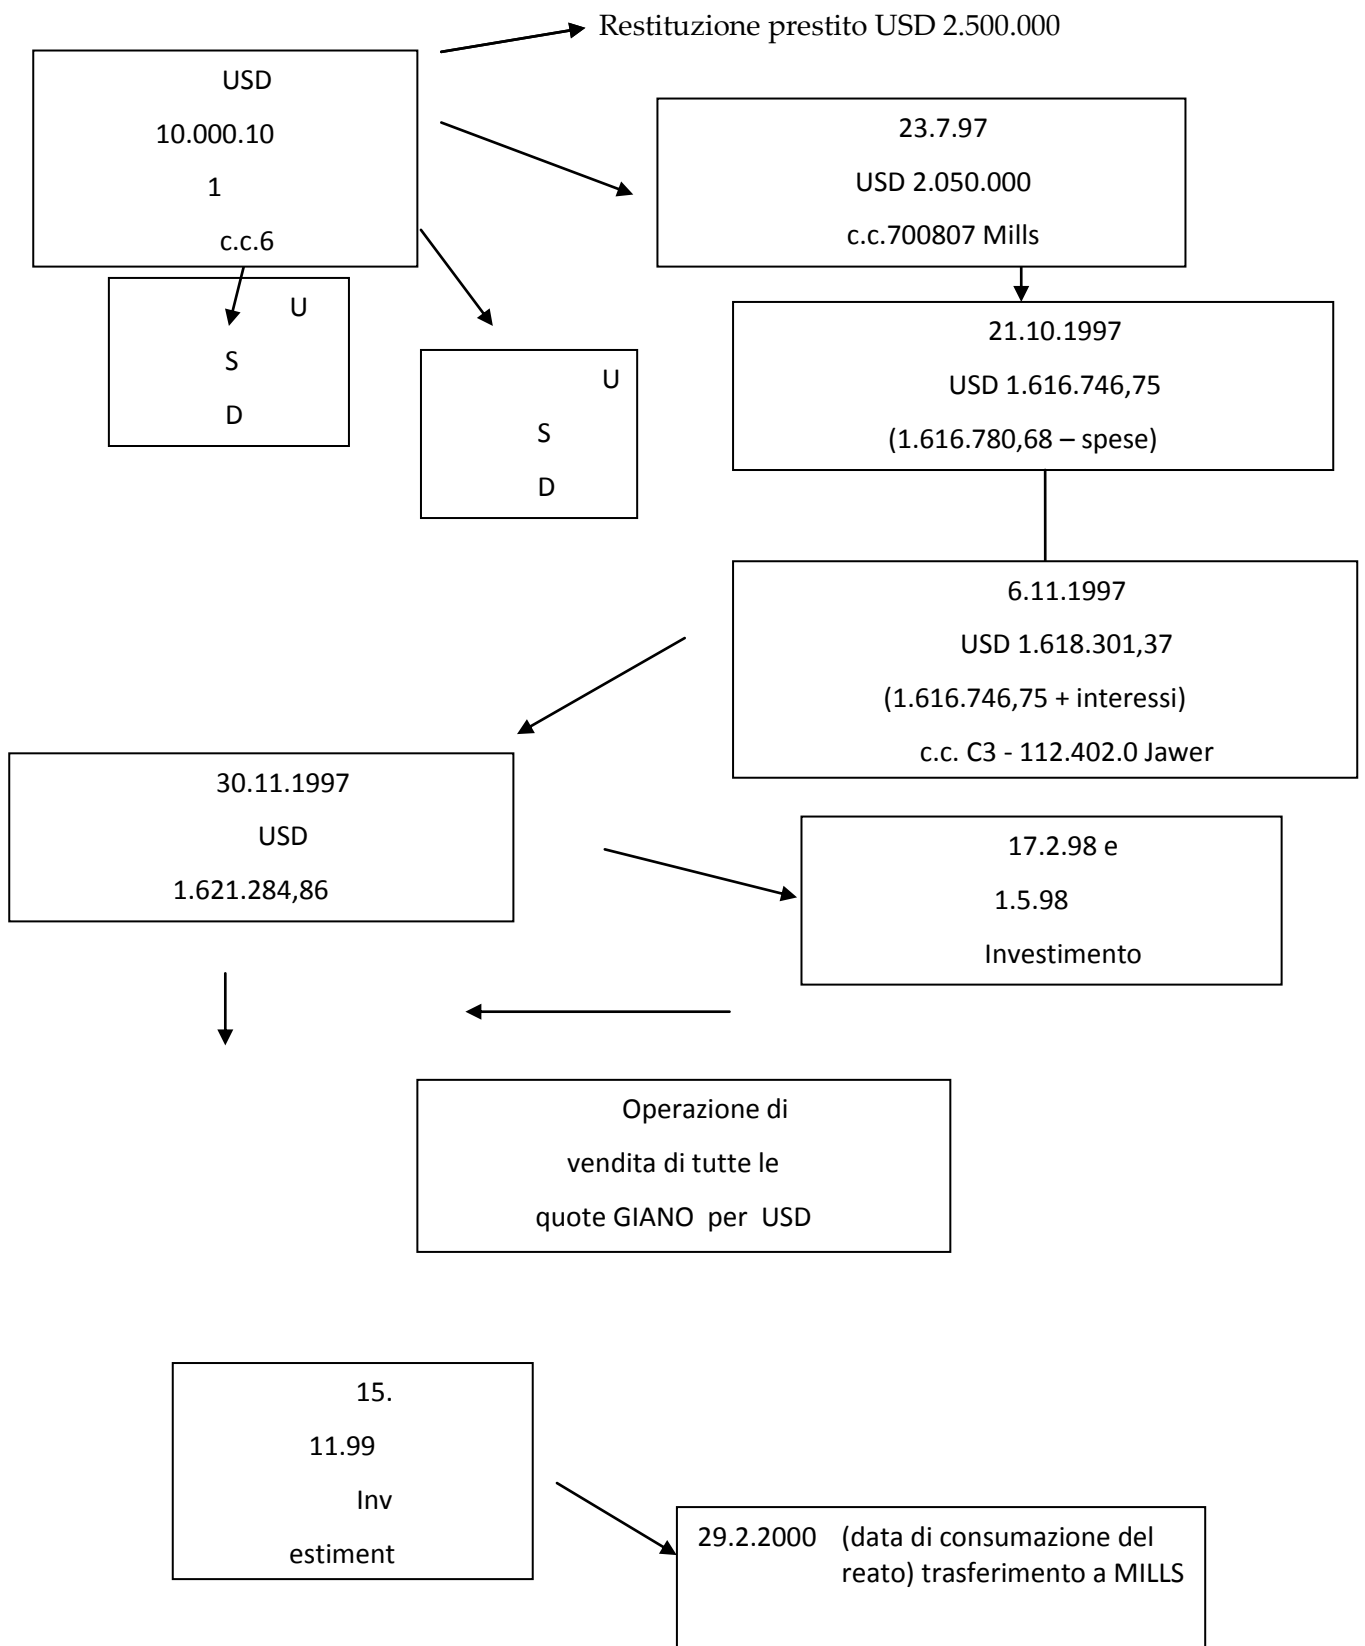 Restituzione prestito USD 2.500.000
USD
10.000.10
1
c.c.6
23.7.97
USD 2.050.000
c.c.700807 Mills
U
S
D
U
S
D
21.10.1997
USD 1.616.746,75
(1.616.780,68 – spese)
6.11.1997
USD 1.618.301,37
(1.616.746,75 + interessi)
c.c. C3 - 112.402.0 Jawer
30.11.1997
USD
1.621.284,86
17.2.98 e
1.5.98
Investimento
Operazione di
vendita di tutte le
quote GIANO per USD
15.
11.99
Inv
estiment
29.2.2000 (data di consumazione del
reato) trasferimento a MILLS